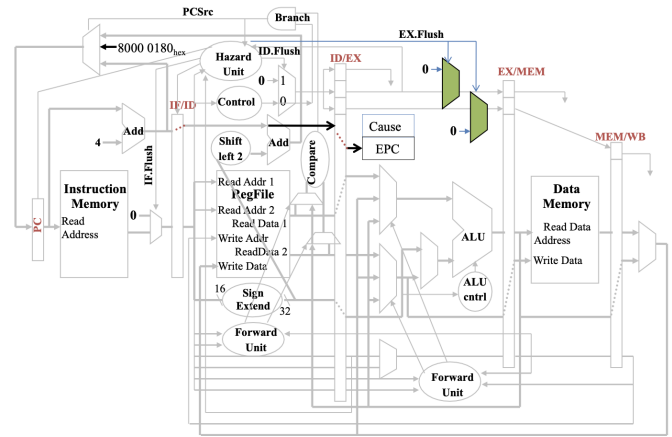 PCSrc
Branch
EX.Flush
8000 0180hex
Hazard
Unit
ID.Flush
ID/EX
0
1
0
Control
0
0
EX/MEM
IF/ID
4
Add
IF.Flush
Shift
left 2
Add
Compare
Cause
EPC
0
MEM/WB
Instruction
Memory
Read
Address
PC
0
Read Addr 1
RegFile
Read Addr 2
Read Data 1
Write Addr
ReadData 2
Write Data
ALU
Data
Memory
Read Data
Address
Write Data
16
Sign
Extend
32
ALU
cntrl
Forward
Unit
Forward
Unit